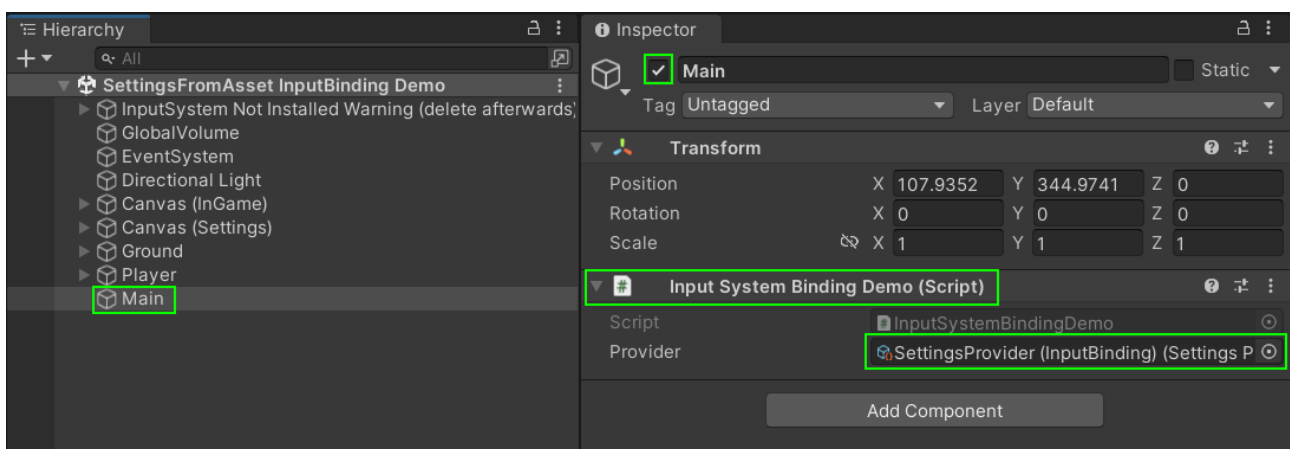 Hierarchy
All
SettingsFromAsset InputBinding Demo
InputSystem Not Installed Warning (delete afterwards)
GlobalVolume
EventSystem
Directional Light
Canvas (InGame)
Canvas (Settings)
Ground
Player
Main
Inspector
Main Static
Tag Untagged Layer Default
Transform
Position X 107.9352 Y 344.9741 Z 0
Rotation X 0 Y 0 Z 0
Scale X 1 Y 1 Z 1
# Input System Binding Demo (Script)
Script # InputSystemBindingDemo
Provider SettingsProvider (InputBinding) (Settings P
Add Component